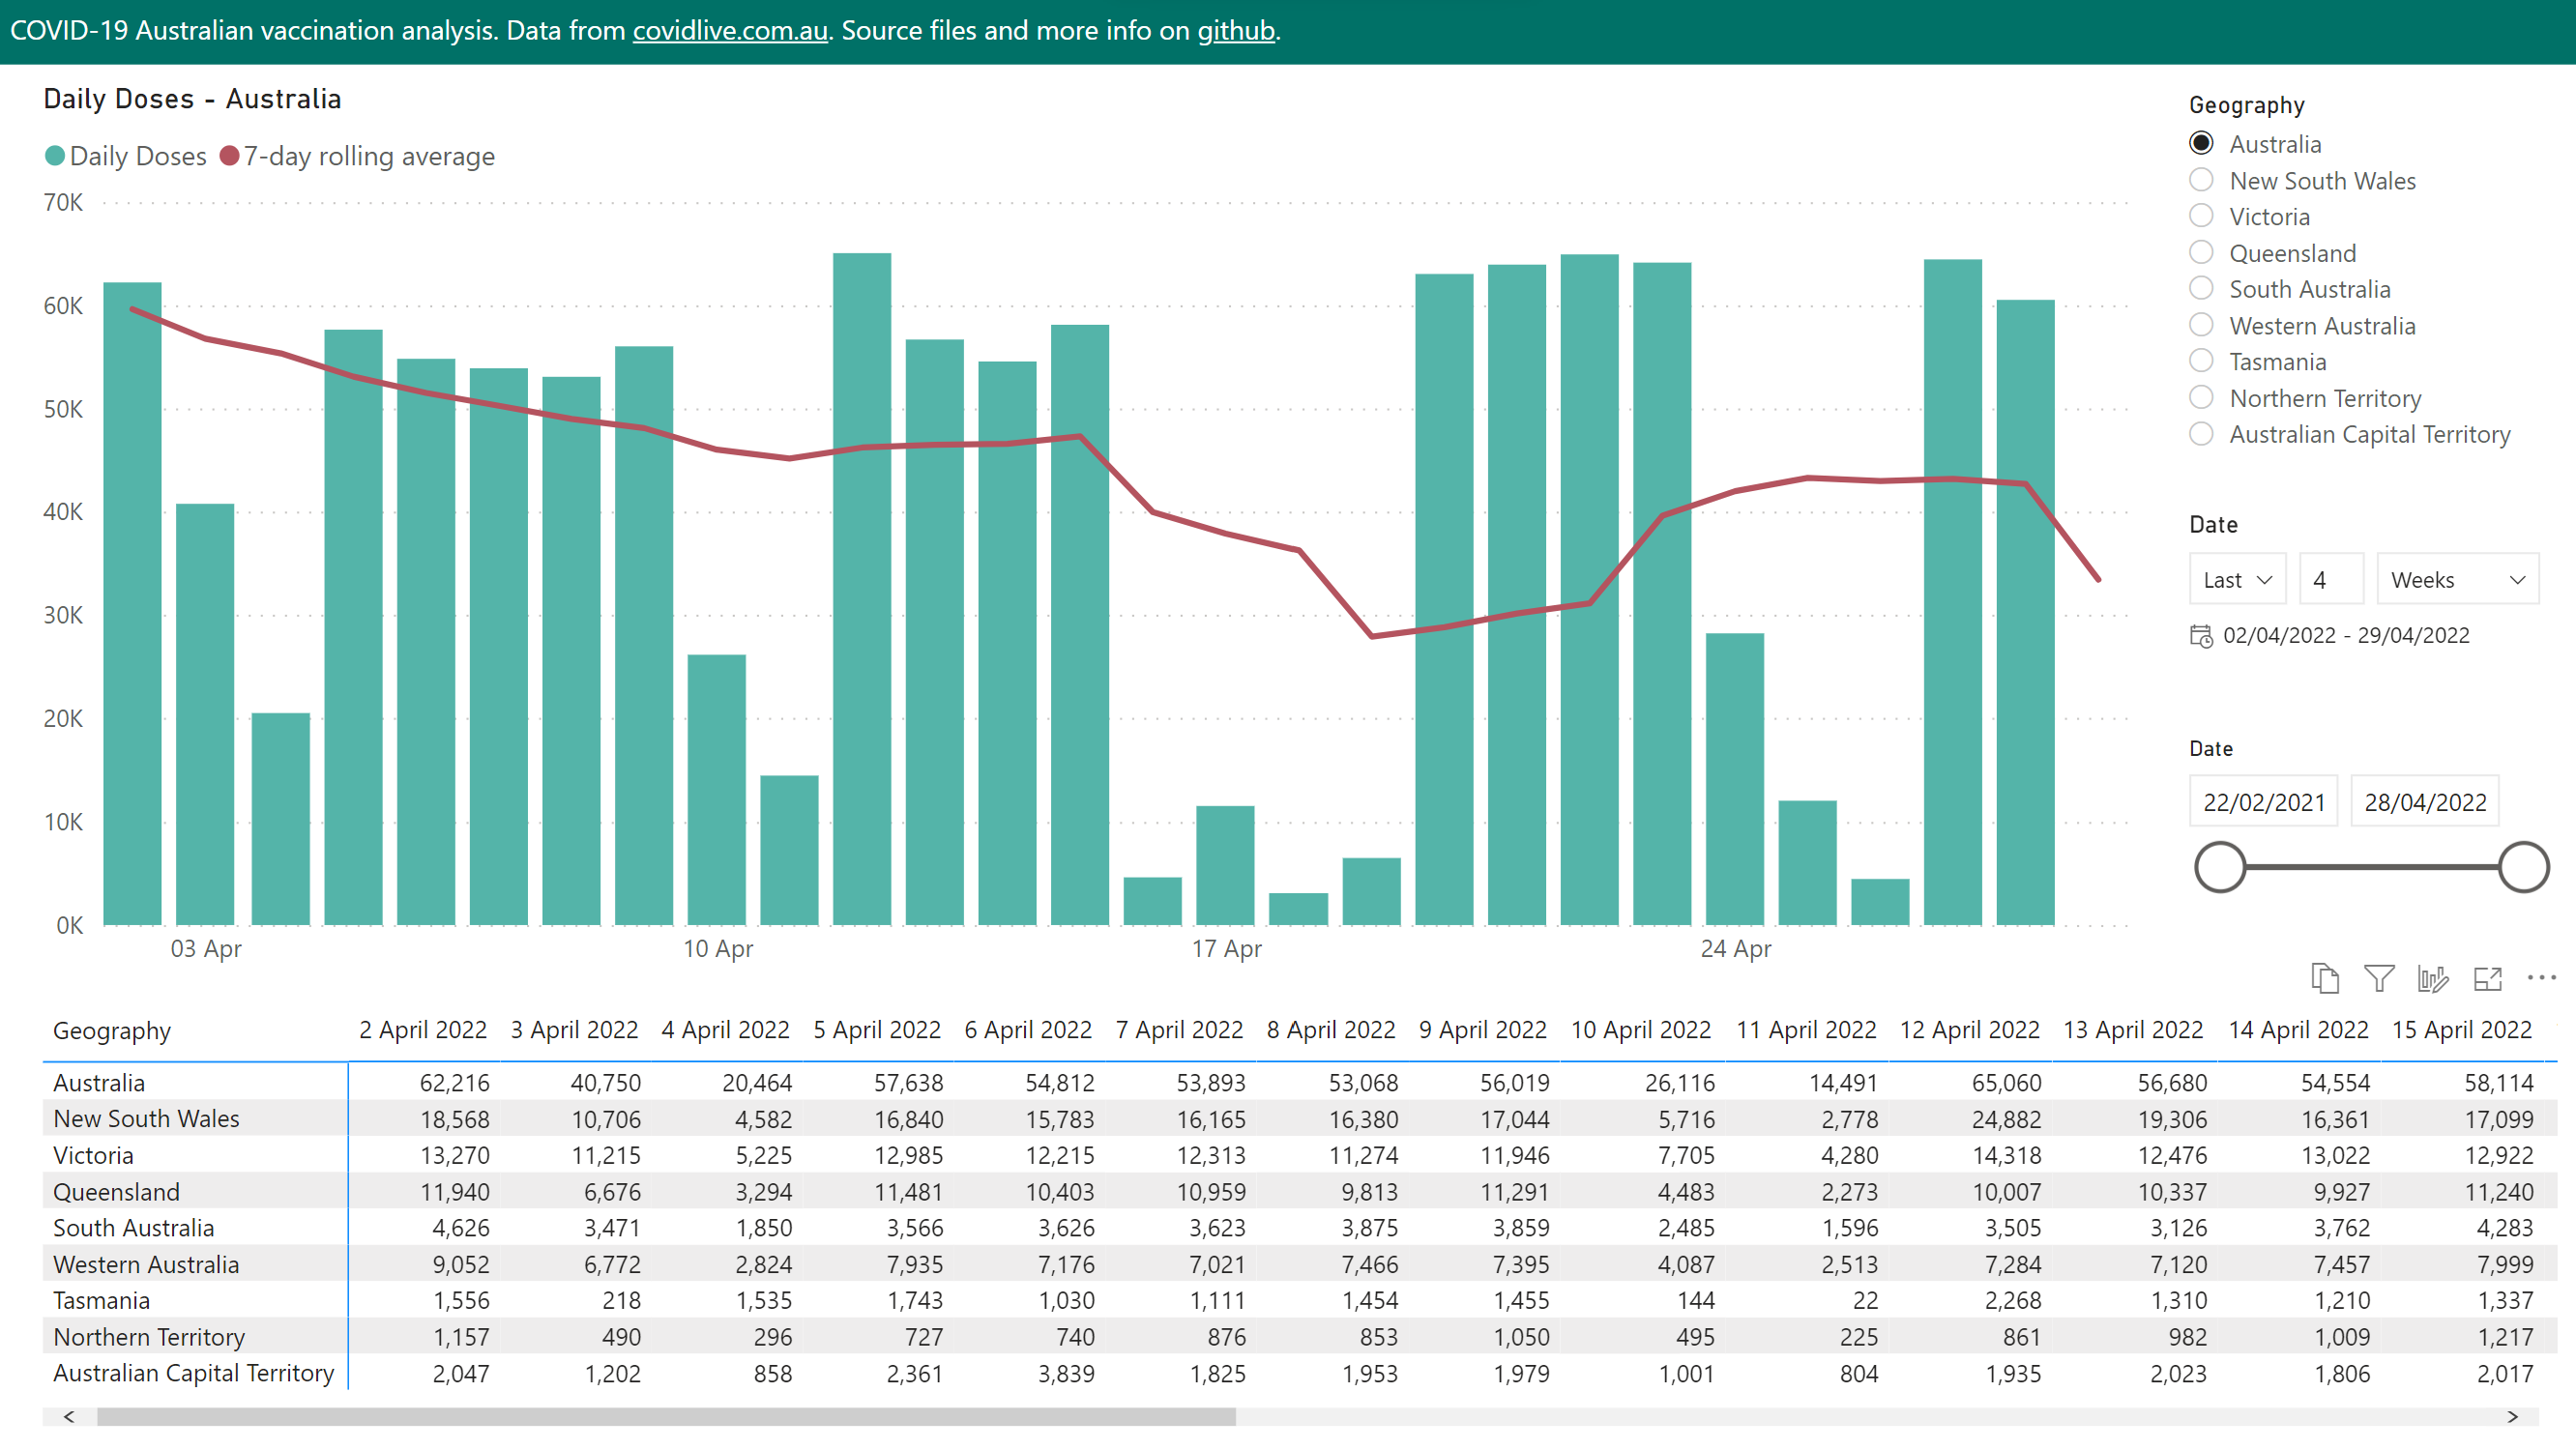 COVID-19 Australian vaccination analysis. Data from covidlive.com.au. Source files and more info on github.
Daily Doses - Australia
Daily Doses 7-day rolling average
70K
60K
50K
40K
30K
20K
10K
0K
03 Apr 10 Apr 17 Apr 24 Apr
Geography
Australia
New South Wales
Victoria
Queensland
South Australia
Western Australia
Tasmania
Northern Territory
Australian Capital Territory
Date
Last 4 Weeks
02/04/2022 - 29/04/2022
Date
22/02/2021 28/04/2022
Geography 2 April 2022 3 April 2022 4 April 2022 5 April 2022 6 April 2022 7 April 2022 8 April 2022 9 April 2022 10 April 2022 11 April 2022 12 April 2022 13 April 2022 14 April 2022 15 April 2022
Australia 62,216 40,750 20,464 57,638 54,812 53,893 53,068 56,019 26,116 14,491 65,060 56,680 54,554 58,114
New South Wales 18,568 10,706 4,582 16,840 15,783 16,165 16,380 17,044 5,716 2,778 24,882 19,306 16,361 17,099
Victoria 13,270 11,215 5,225 12,985 12,215 12,313 11,274 11,946 7,705 4,280 14,318 12,476 13,022 12,922
Queensland 11,940 6,676 3,294 11,481 10,403 10,959 9,813 11,291 4,483 2,273 10,007 10,337 9,927 11,240
South Australia 4,626 3,471 1,850 3,566 3,626 3,623 3,875 3,859 2,485 1,596 3,505 3,126 3,762 4,283
Western Australia 9,052 6,772 2,824 7,935 7,176 7,021 7,466 7,395 4,087 2,513 7,284 7,120 7,457 7,999
Tasmania 1,556 218 1,535 1,743 1,030 1,111 1,454 1,455 144 22 2,268 1,310 1,210 1,337
Northern Territory 1,157 490 296 727 740 876 853 1,050 495 225 861 982 1,009 1,217
Australian Capital Territory 2,047 1,202 858 2,361 3,839 1,825 1,953 1,979 1,001 804 1,935 2,023 1,806 2,017